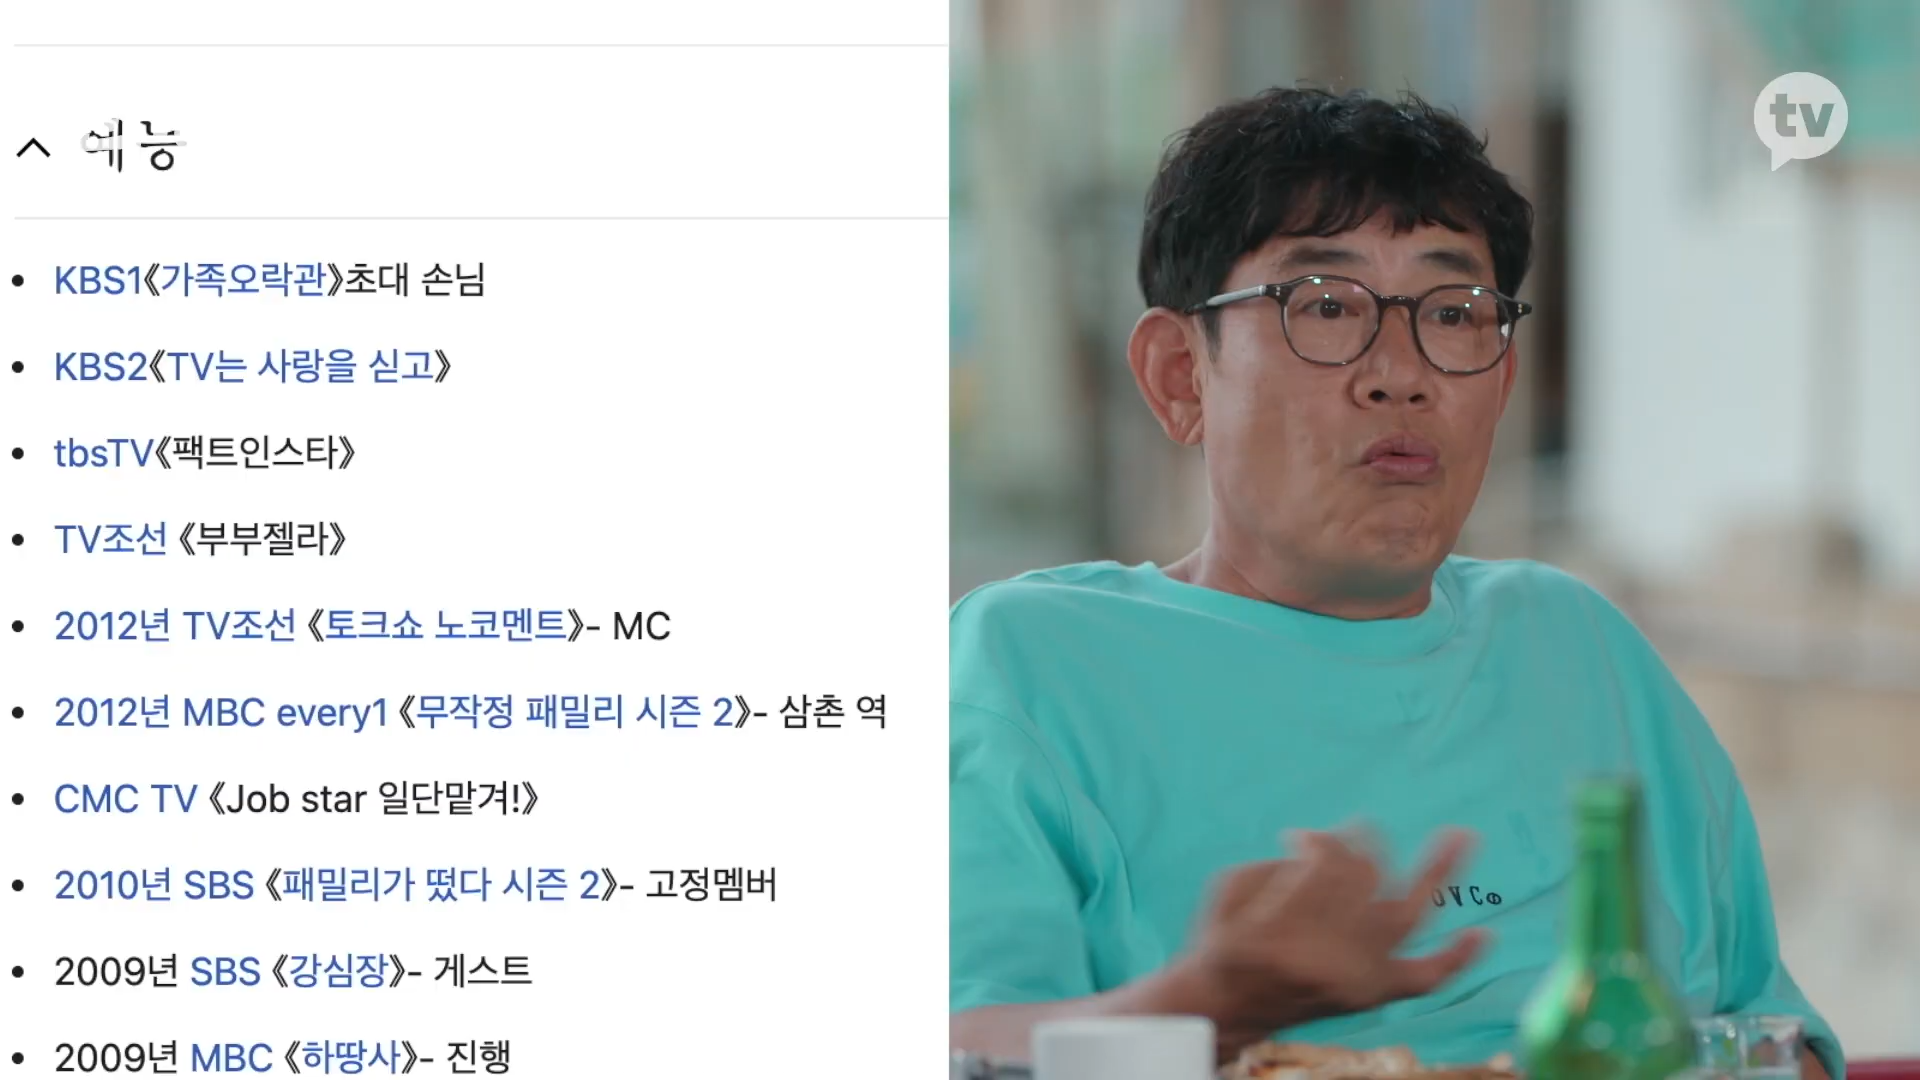 예능
KBS1《가족오락관》초대 손님
KBS2《TV는 사랑을 싣고》
tbsTV《팩트인스타》
TV조선 《부부젤라》
2012년 TV조선 《토크쇼 노코멘트》- MC
2012년 MBC every1 《무작정 패밀리 시즌 2》- 삼촌 역
CMC TV 《Job star 일단맡겨!》
2010년 SBS 《패밀리가 떴다 시즌 2》- 고정멤버
2009년 SBS 《강심장》- 게스트
2009년 MBC 《하땅사》- 진행
tv